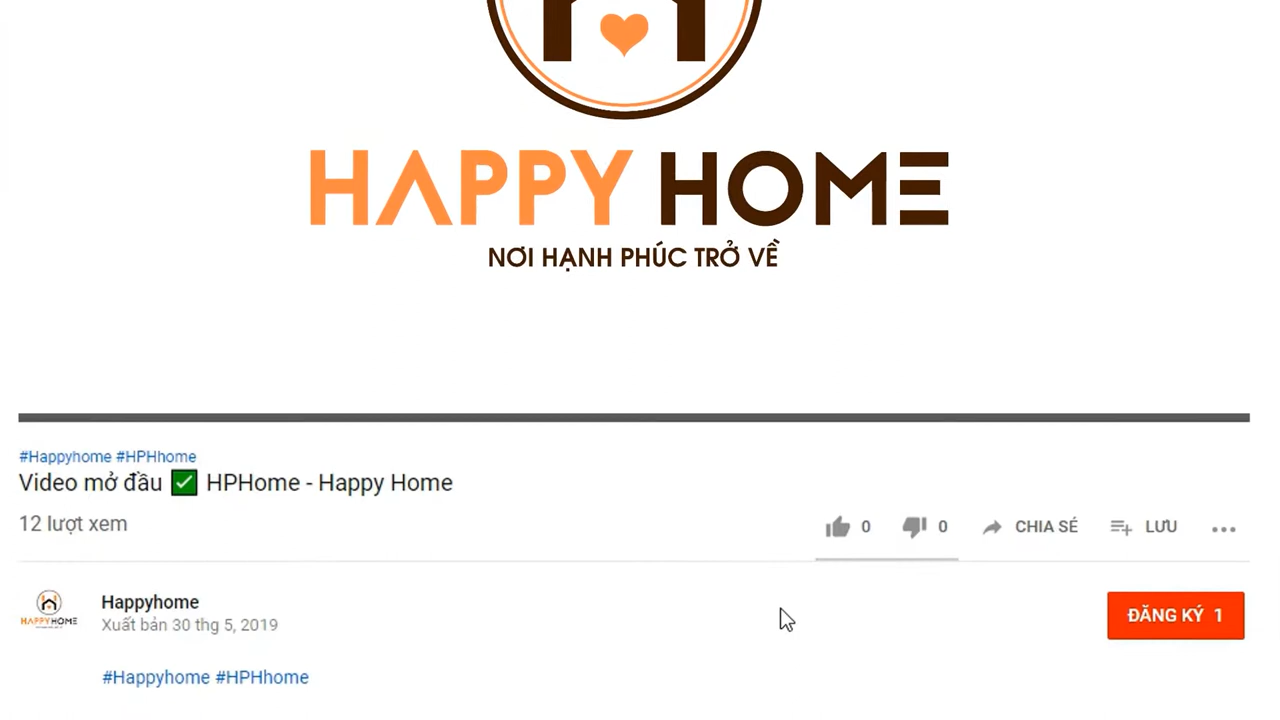 HAPPY HOME
NƠI HẠNH PHÚC TRỞ VỀ
#Happyhome #HPHhome
Video mở đầu ✅ HPHome - Happy Home
12 lượt xem
0 0 CHIA SẺ LƯU
HAPPYHOME
Happyhome
Xuất bản 30 thg 5, 2019
ĐĂNG KÝ 1
#Happyhome #HPHhome